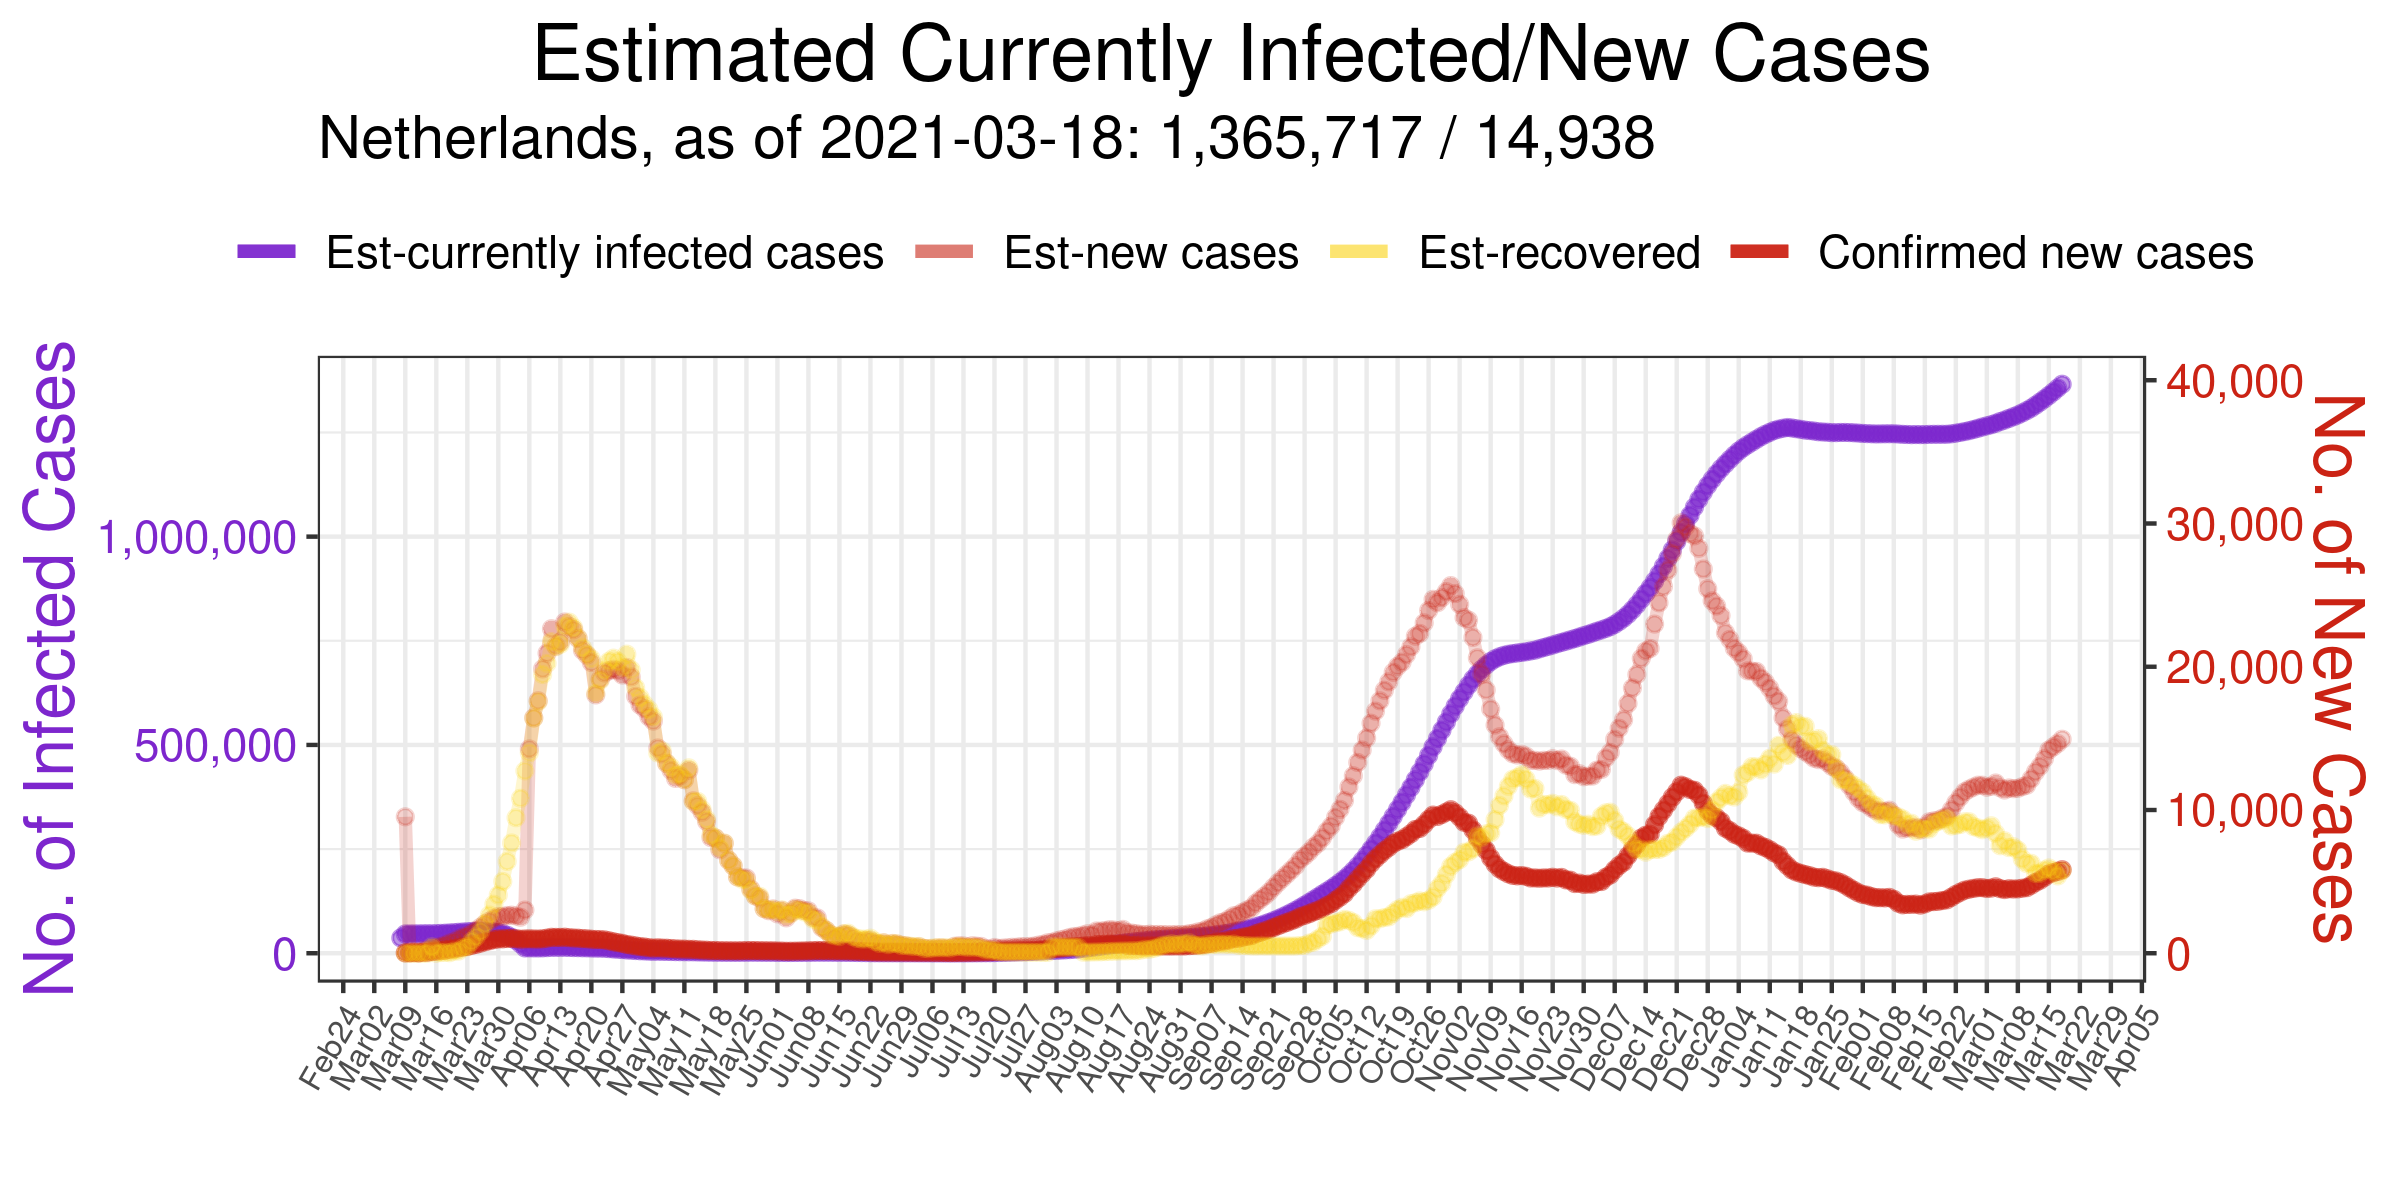 Estimated Currently Infected/New Cases
Netherlands, as of 2021-03-18: 1,365,717 / 14,938
Est-currently infected cases Est-new cases Est-recovered Confirmed new cases
No. of Infected Cases
1,000,000
500,000
0
40,000
30,000
20,000
10,000
0
No. of New Cases
Feb24 Mar02 Mar09 Mar16 Mar23 Mar30 Apr06 Apr13 Apr20 Apr27 May04 May11 May18 May25 Jun01 Jun08 Jun15 Jun22 Jun29 Jul06 Jul13 Jul20 Jul27 Aug03 Aug10 Aug17 Aug24 Aug31 Sep07 Sep14 Sep21 Sep28 Oct05 Oct12 Oct19 Oct26 Nov02 Nov09 Nov16 Nov23 Nov30 Dec07 Dec14 Dec21 Dec28 Jan04 Jan11 Jan18 Jan25 Feb01 Feb08 Feb15 Feb22 Mar01 Mar08 Mar15 Mar22 Mar29 Apr05